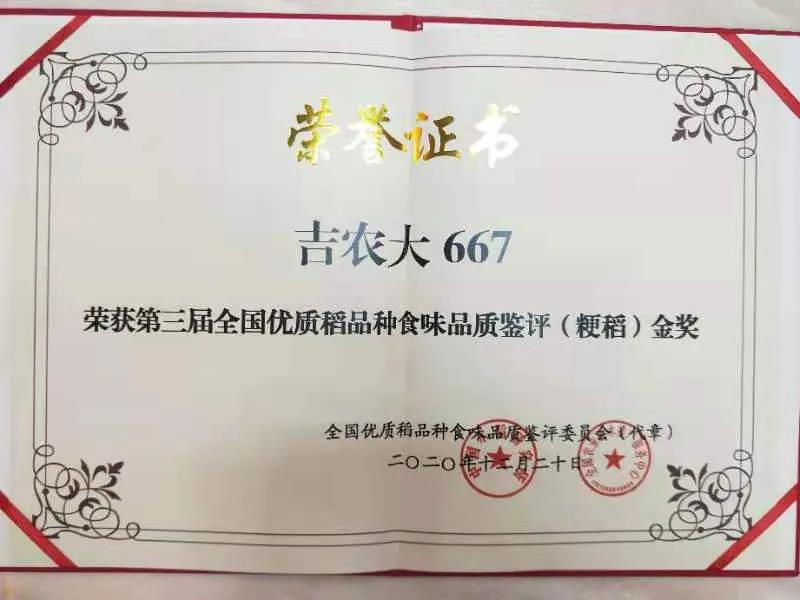 荣誉证书
吉农大667
荣获第三届全国优质稻品种食味品质鉴评（粳稻）金奖
全国优质稻品种食味品质鉴评委员会（代章）
二〇二〇年十二月二十日